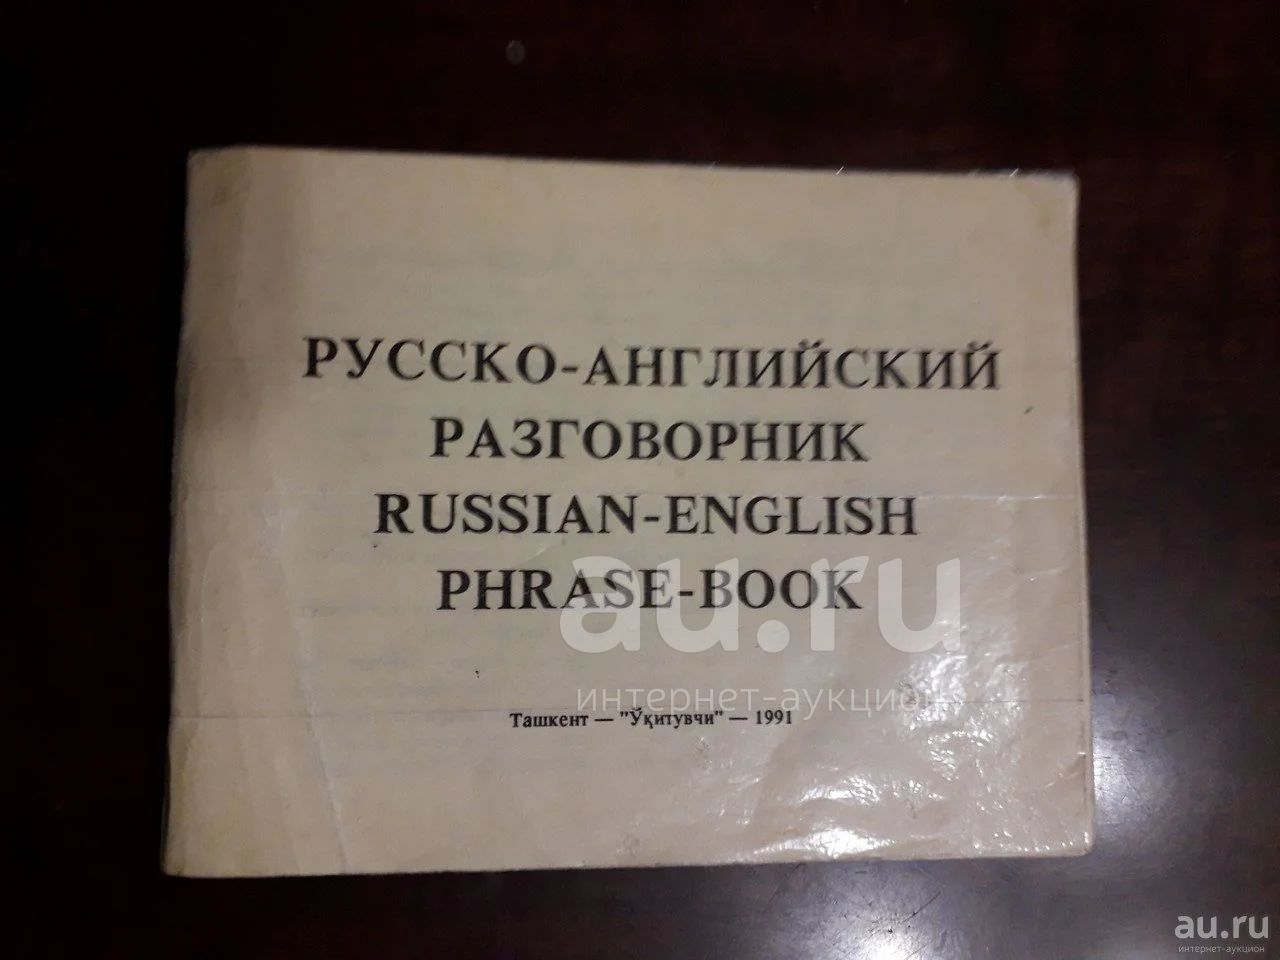 РУССКО-АНГЛИЙСКИЙ
РАЗГОВОРНИК
RUSSIAN-ENGLISH
PHRASE-BOOK
au.ru
интернет-аукцион
Ташкент — "Ўқитувчи" — 1991
au.ru
интернет-аукцион